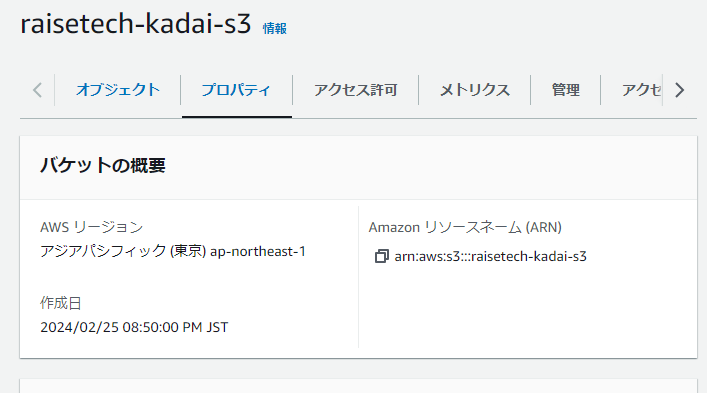 raisetech-kadai-s3 情報
オブジェクト プロパティ アクセス許可 メトリクス 管理 アクセ
バケットの概要
AWS リージョン
アジアパシフィック (東京) ap-northeast-1
Amazon リソースネーム (ARN)
arn:aws:s3:::raisetech-kadai-s3
作成日
2024/02/25 08:50:00 PM JST